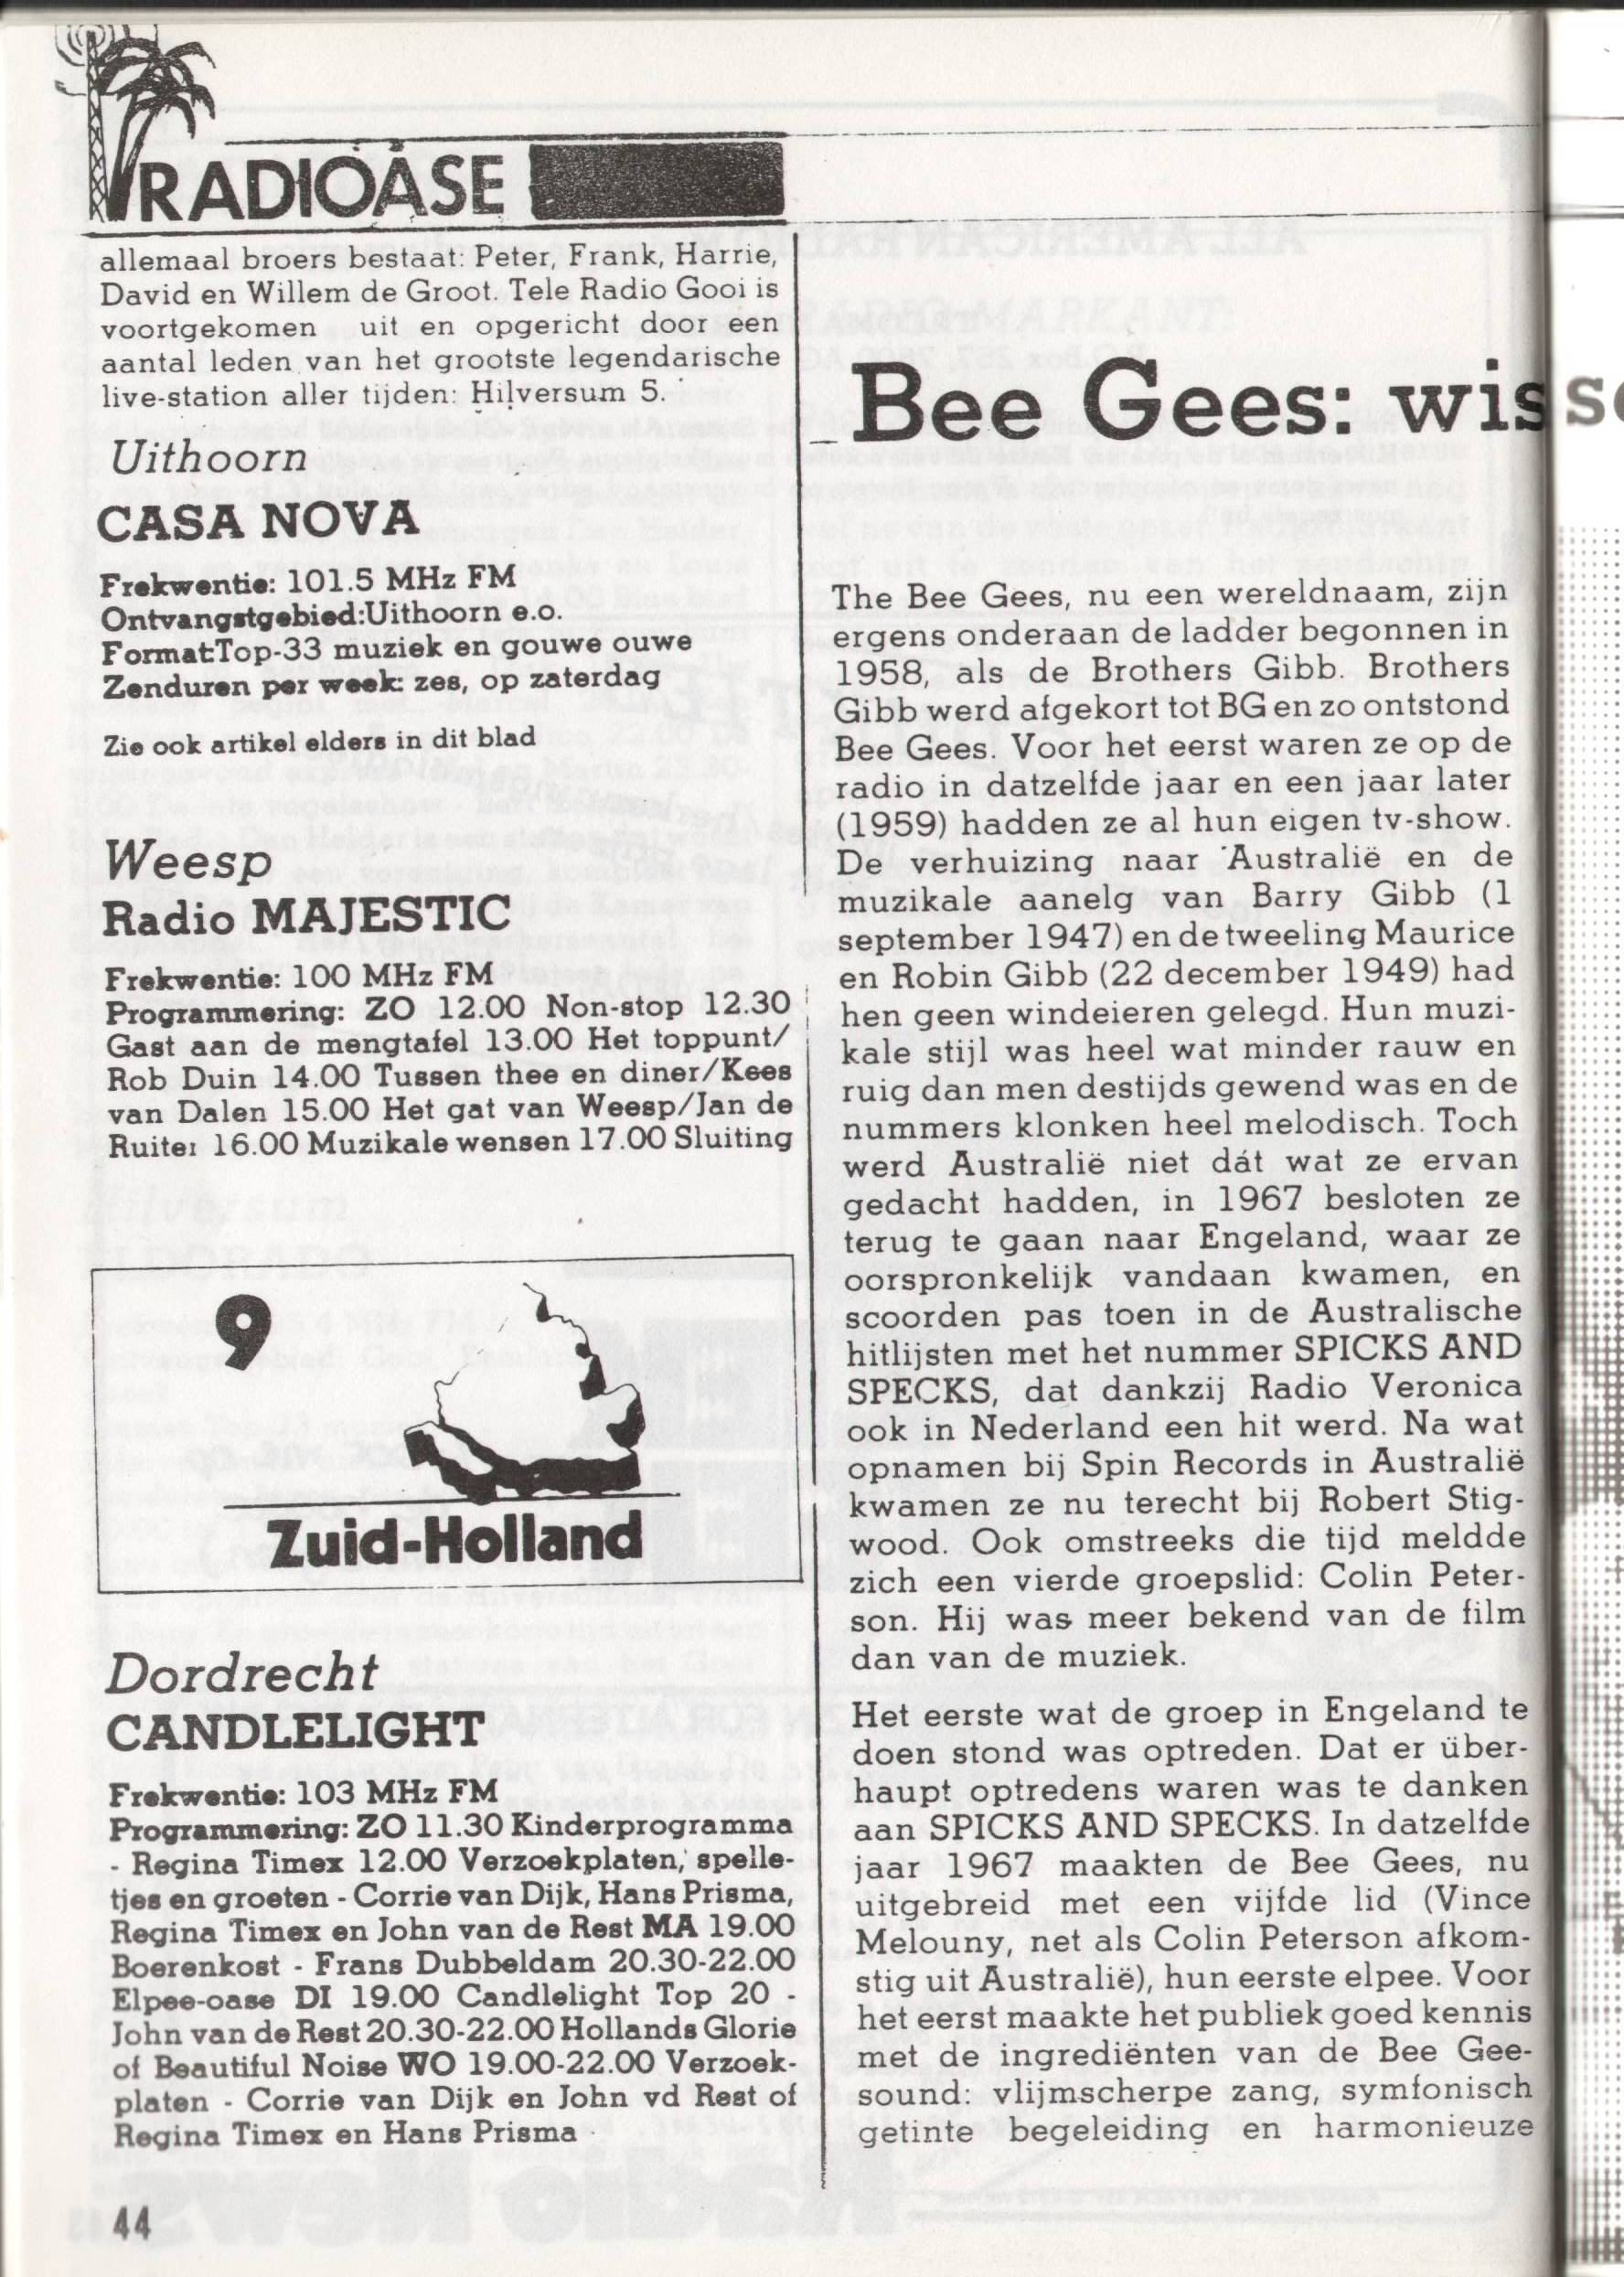 RADIOASE
allemaal broers bestaat: Peter, Frank, Harrie,
David en Willem de Groot. Tele Radio Gooi is
voortgekomen uit en opgericht door een
aantal leden van het grootste legendarische
live-station aller tijden: Hilversum 5.
Uithoorn
CASA NOVA
Frekwentie: 101.5 MHz FM
Ontvangstgebied:Uithoorn e.o.
Format:Top-33 muziek en gouwe ouwe
Zenduren per week: zes, op zaterdag
Zie ook artikel elders in dit blad
Weesp
Radio MAJESTIC
Frekwentie: 100 MHz FM
Programmering: ZO 12.00 Non-stop 12.30
Gast aan de mengtafel 13.00 Het toppunt/
Rob Duin 14.00 Tussen thee en diner/Kees
van Dalen 15.00 Het gat van Weesp/Jan de
Ruiter 16.00 Muzikale wensen 17.00 Sluiting
9
Zuid-Holland
Dordrecht
CANDLELIGHT
Frekwentie: 103 MHz FM
Programmering: ZO 11.30 Kinderprogramma
- Regina Timex 12.00 Verzoekplaten, spelle-
tjes en groeten - Corrie van Dijk, Hans Prisma,
Regina Timex en John van de Rest MA 19.00
Boerenkost - Frans Dubbeldam 20.30-22.00
Elpee-oase DI 19.00 Candlelight Top 20 -
John van de Rest 20.30-22.00 Hollands Glorie
of Beautiful Noise WO 19.00-22.00 Verzoek-
platen - Corrie van Dijk en John vd Rest of
Regina Timex en Hans Prisma
44
Bee Gees: wiss
The Bee Gees, nu een wereldnaam, zijn
ergens onderaan de ladder begonnen in
1958, als de Brothers Gibb. Brothers
Gibb werd afgekort tot BG en zo ontstond
Bee Gees. Voor het eerst waren ze op de
radio in datzelfde jaar en een jaar later
(1959) hadden ze al hun eigen tv-show.
De verhuizing naar Australië en de
muzikale aanelg van Barry Gibb (1
september 1947) en de tweeling Maurice
en Robin Gibb (22 december 1949) had
hen geen windeieren gelegd. Hun muzi-
kale stijl was heel wat minder rauw en
ruig dan men destijds gewend was en de
nummers klonken heel melodisch. Toch
werd Australië niet dát wat ze ervan
gedacht hadden, in 1967 besloten ze
terug te gaan naar Engeland, waar ze
oorspronkelijk vandaan kwamen, en
scoorden pas toen in de Australische
hitlijsten met het nummer SPICKS AND
SPECKS, dat dankzij Radio Veronica
ook in Nederland een hit werd. Na wat
opnamen bij Spin Records in Australië
kwamen ze nu terecht bij Robert Stig-
wood. Ook omstreeks die tijd meldde
zich een vierde groepslid: Colin Peter-
son. Hij was meer bekend van de film
dan van de muziek.
Het eerste wat de groep in Engeland te
doen stond was optreden. Dat er über-
haupt optredens waren was te danken
aan SPICKS AND SPECKS. In datzelfde
jaar 1967 maakten de Bee Gees, nu
uitgebreid met een vijfde lid (Vince
Melouny, net als Colin Peterson afkom-
stig uit Australië), hun eerste elpee. Voor
het eerst maakte het publiek goed kennis
met de ingrediënten van de Bee Gee-
sound: vlijmscherpe zang, symfonisch
getinte begeleiding en harmonieuze